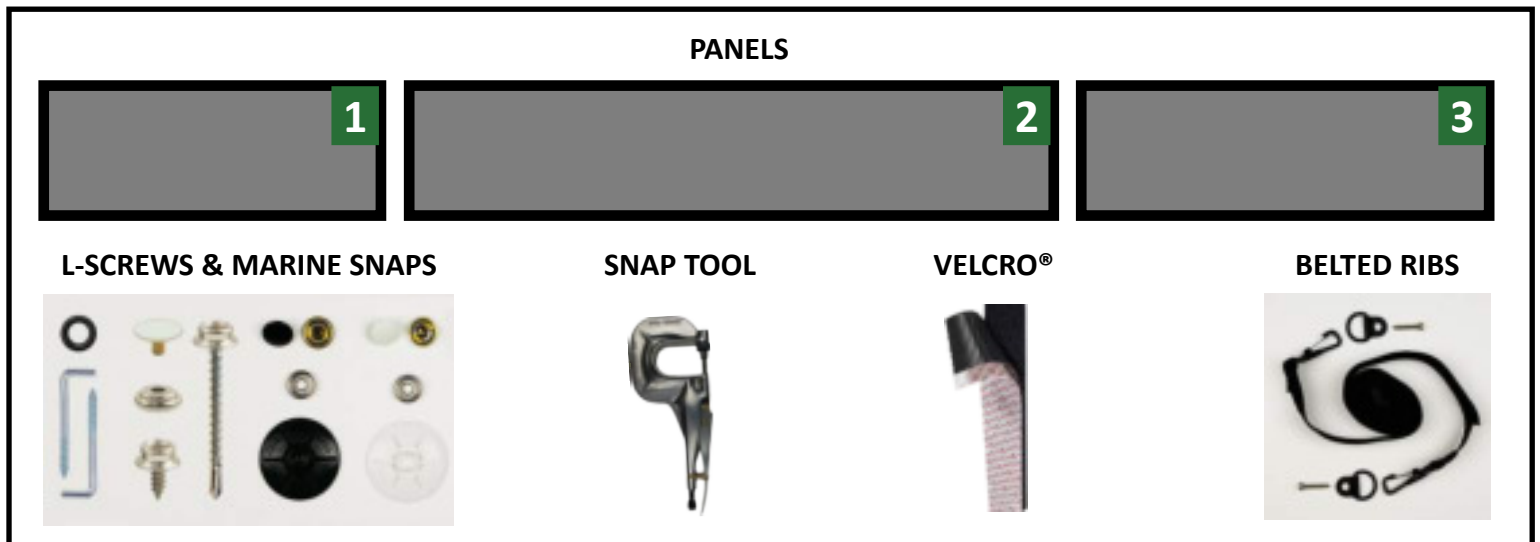 PANELS
1
2
3
L-SCREWS & MARINE SNAPS
SNAP TOOL
VELCRO®
BELTED RIBS